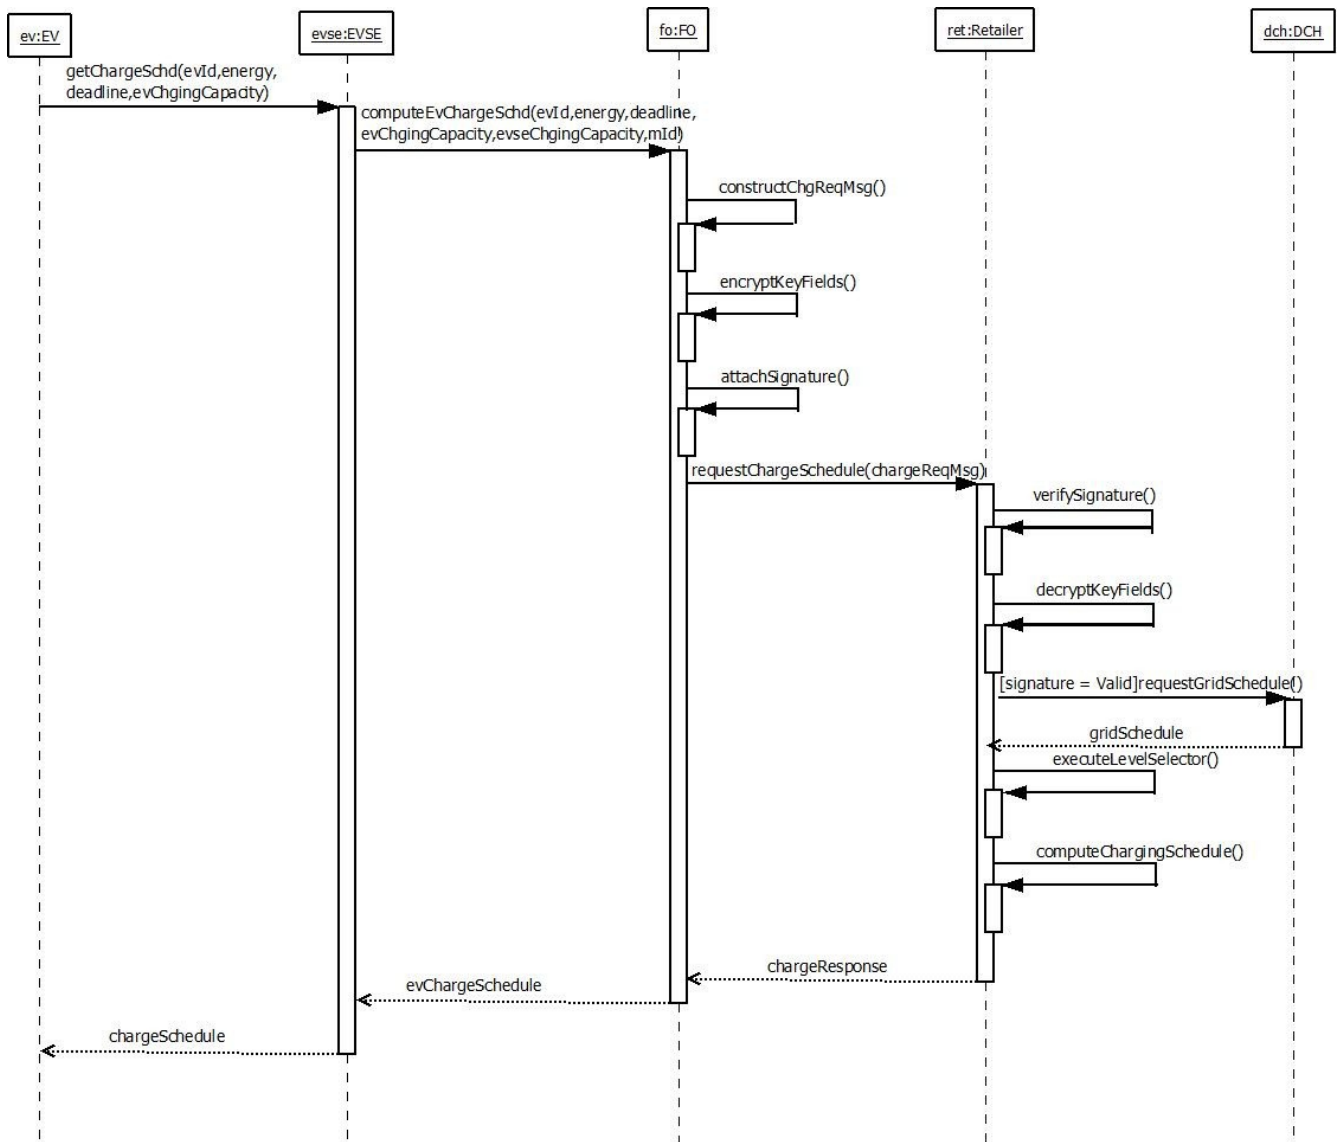 ev:EV
evse:EVSE
fo:FO
ret:Retailer
dch:DCH
getChargeSchd(evId,energy,
deadline,evChgingCapacity)
computeEvChargeSchd(evId,energy,deadline,
evChgingCapacity,evseChgingCapacity,mId)
constructChgReqMsg()
encryptKeyFields()
attachSignature()
requestChargeSchedule(chargeReqMsg)
verifySignature()
decryptKeyFields()
[signature = Valid]requestGridSchedule()
gridSchedule
executeLevelSelector()
computeChargingSchedule()
chargeResponse
evChargeSchedule
chargeSchedule